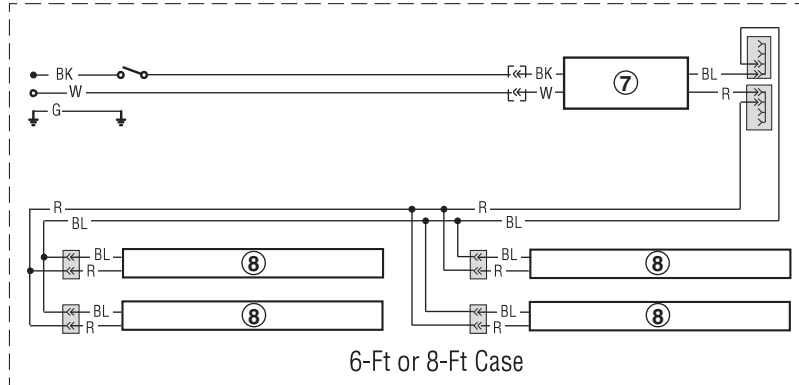 BK BK BL
7
W W R
G
R R
BL BL
BL 8 BL 8
R R
BL 8 BL 8
R R
6-Ft or 8-Ft Case